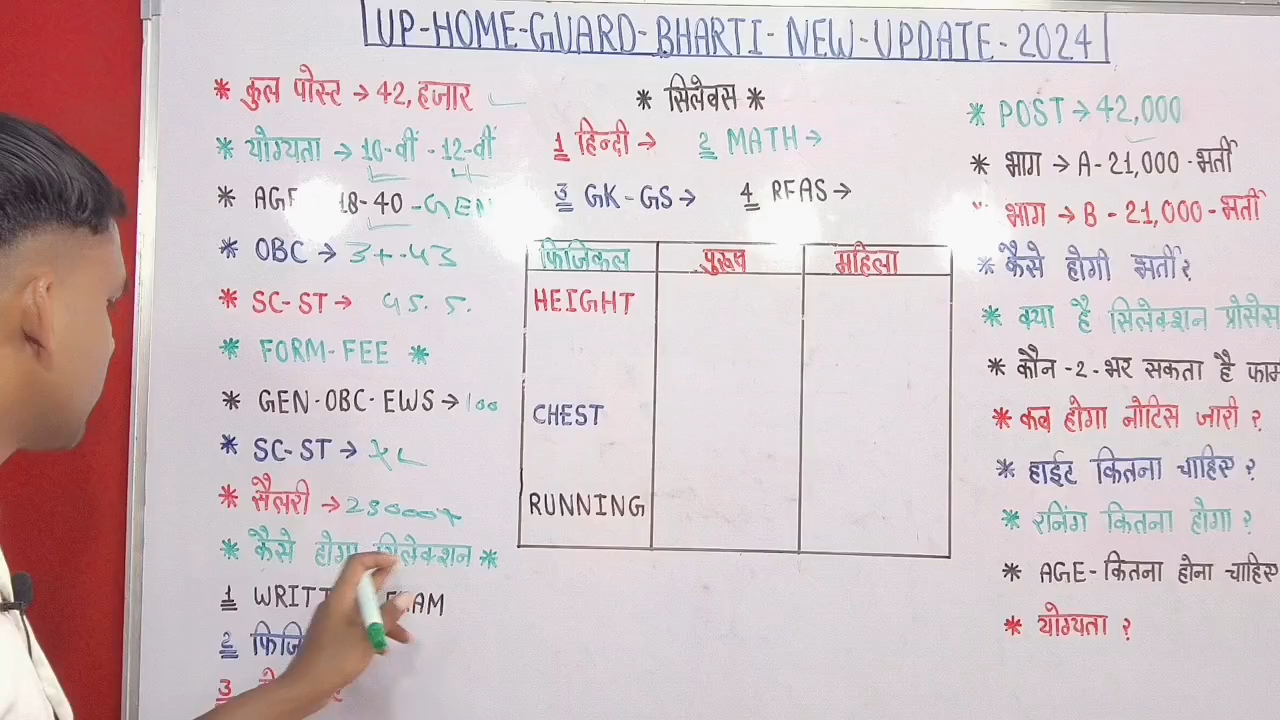 UP-HOME-GUARD-BHARTI-NEW-UPDATE-2024
* कुल पोस्ट → 42,हजार
* योग्यता → 10-वीं -12-वीं
* AGE 18-40 -GEN
* OBC → 3+-43
* SC-ST → 45.5.
* FORM-FEE *
* GEN-OBC-EWS → 100
* SC-ST →
* सैलरी → 28000
* कैसे होगा सिलेक्शन *
1 WRITT EXAM
2 फिजि
3
* सिलेबस *
1 हिन्दी → 2 MATH →
3 GK-GS → 4 REAS →
फिजिकल पुरुष महिला
HEIGHT
CHEST
RUNNING
* POST → 42,000
* भाग → A-21,000-भर्ती
भाग → B-21,000-भर्ती
* कैसे होगी भर्ती?
* क्या है सिलेक्शन प्रोसेस
* कौन-2-भर सकता है फाम
* कब होगा नोटिस जारी ?
* हाईट कितना चाहिए ?
* रनिंग कितना होगा ?
* AGE-कितना होना चाहिए
* योग्यता ?